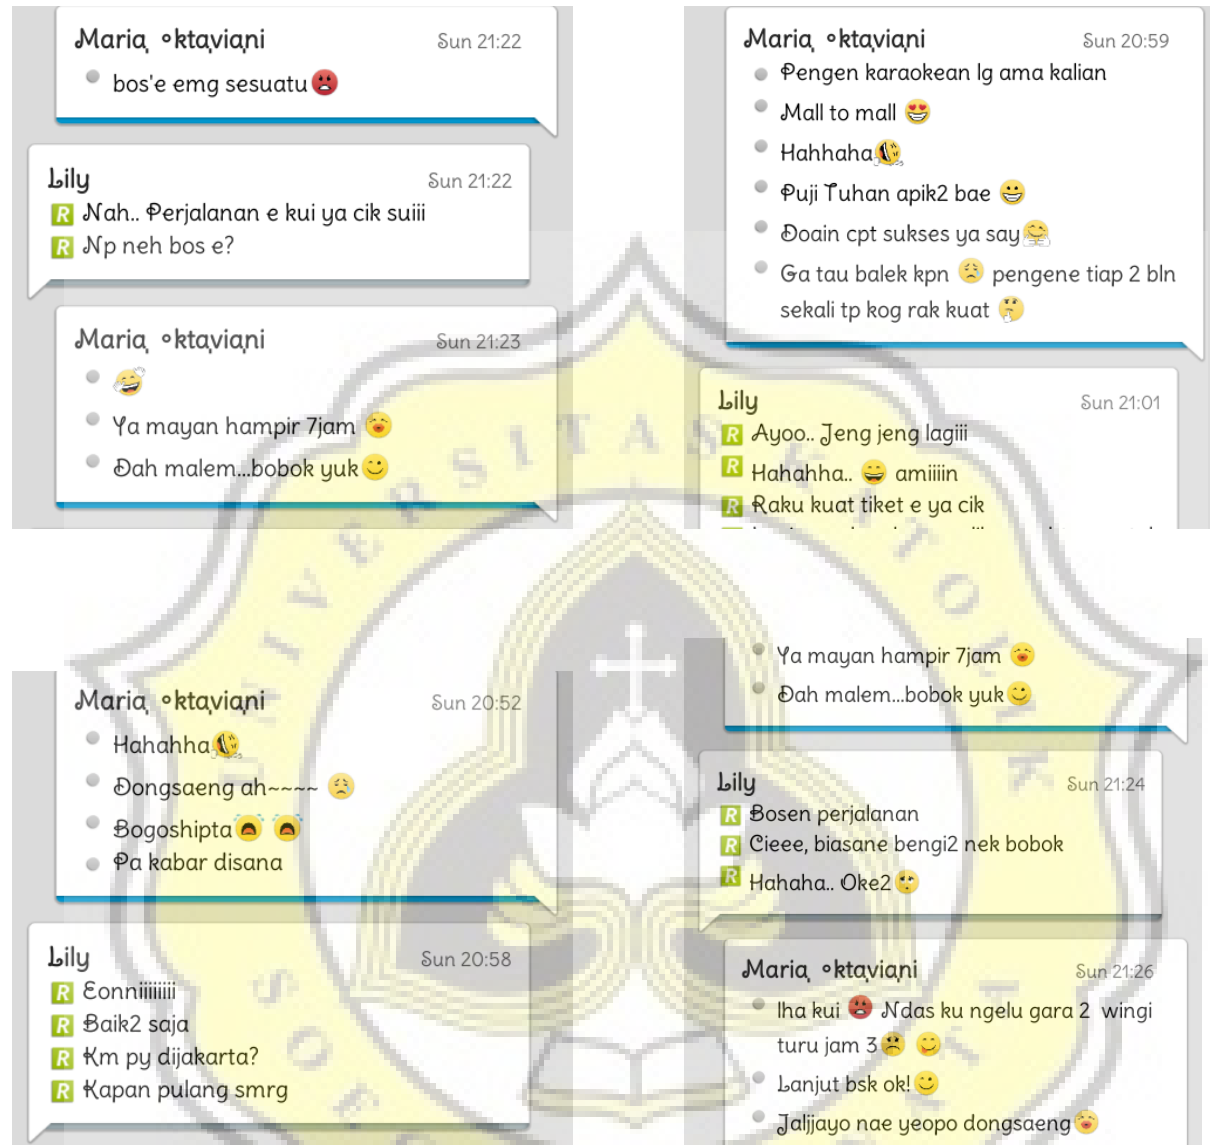 Maria oktaviani
Sun 21:22
bos'e emg sesuatu
Lily
Sun 21:22
Nah.. Perjalanan e kui ya cik suiii
Np neh bos e?
Maria oktaviani
Sun 21:23
Ya mayan hampir 7jam
Dah malem...bobok yuk
Maria oktaviani
Sun 20:59
Pengen karaokean lg ama kalian
Mall to mall
Hahhaha
Puji Tuhan apik2 bae
Doain cpt sukses ya say
Ga tau balek kpn pengene tiap 2 bln
sekali tp kog rak kuat
Lily
Sun 21:01
Ayoo.. Jeng jeng lagiii
Hahahha.. amiiiin
Raku kuat tiket e ya cik
Maria oktaviani
Sun 20:52
Hahahha
Dongsaeng ah~~~~
Bogoshipta
Pa kabar disana
Lily
Sun 20:58
Eonniiiiiiii
Baik2 saja
Km py dijakarta?
Kapan pulang smrg
Ya mayan hampir 7jam
Dah malem...bobok yuk
Lily
Sun 21:24
Bosen perjalanan
Cieee, biasane bengi2 nek bobok
Hahaha.. Oke2
Maria oktaviani
Sun 21:26
lha kui Ndas ku ngelu gara 2 wingi
turu jam 3
Lanjut bsk ok!
Jaljjayo nae yeopo dongsaeng
UNIVERSITAS KATOLIK
SOE